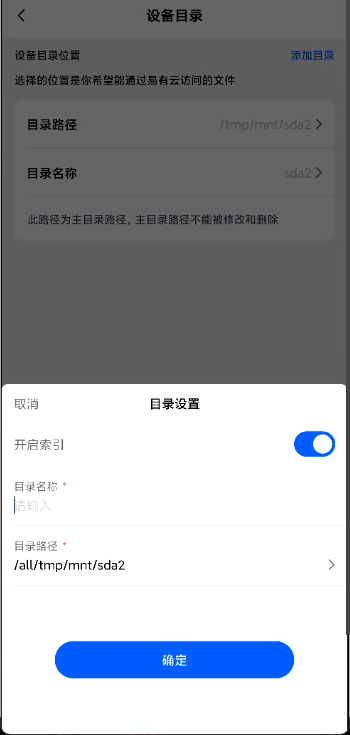 设备目录
设备目录位置 添加目录
选择的位置是你希望能通过易有云访问的文件
目录路径 /tmp/mnt/sda2
目录名称 sda2
此路径为主目录路径，主目录路径不能被修改和删除
取消 目录设置
开启索引
目录名称 *
请输入
目录路径 *
/all/tmp/mnt/sda2
确定